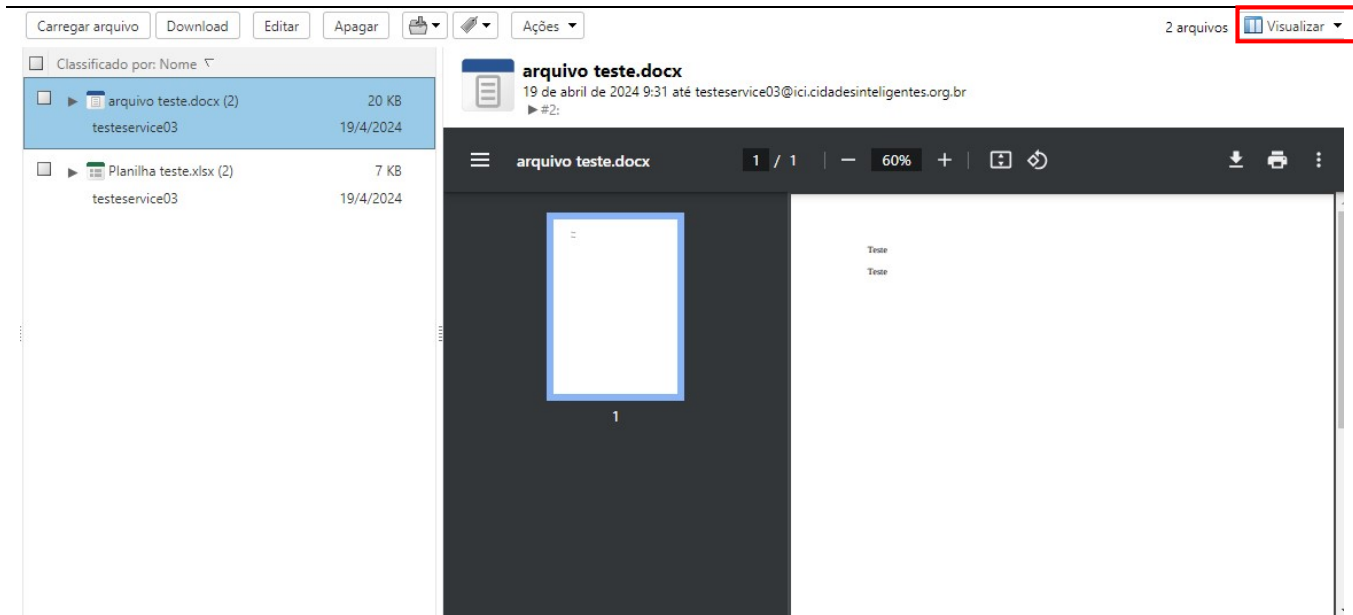 Carregar arquivo Download Editar Apagar Ações 2 arquivos Visualizar
Classificado por: Nome
arquivo teste.docx (2) 20 KB
testeservice03 19/4/2024
Planilha teste.xlsx (2) 7 KB
testeservice03 19/4/2024
arquivo teste.docx
19 de abril de 2024 9:31 até testeservice03@ici.cidadesinteligentes.org.br
#2:
arquivo teste.docx 1 / 1 60%
1
Teste
Teste